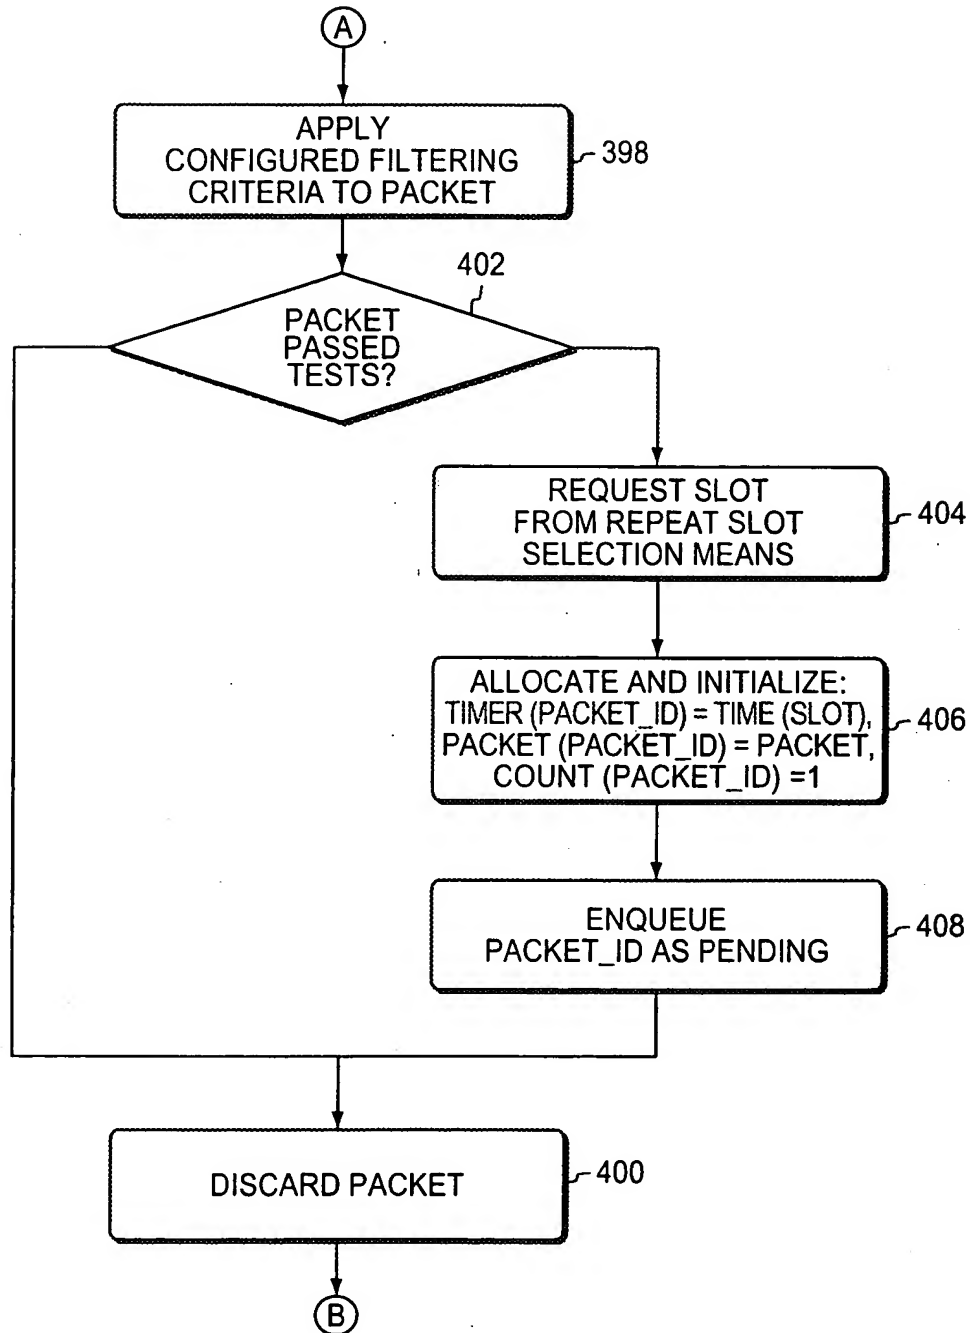 A
APPLY
CONFIGURED FILTERING
CRITERIA TO PACKET
398
402
PACKET
PASSED
TESTS?
REQUEST SLOT
FROM REPEAT SLOT
SELECTION MEANS
404
ALLOCATE AND INITIALIZE:
TIMER (PACKET_ID) = TIME (SLOT),
PACKET (PACKET_ID) = PACKET,
COUNT (PACKET_ID) =1
406
ENQUEUE
PACKET_ID AS PENDING
408
DISCARD PACKET
400
B